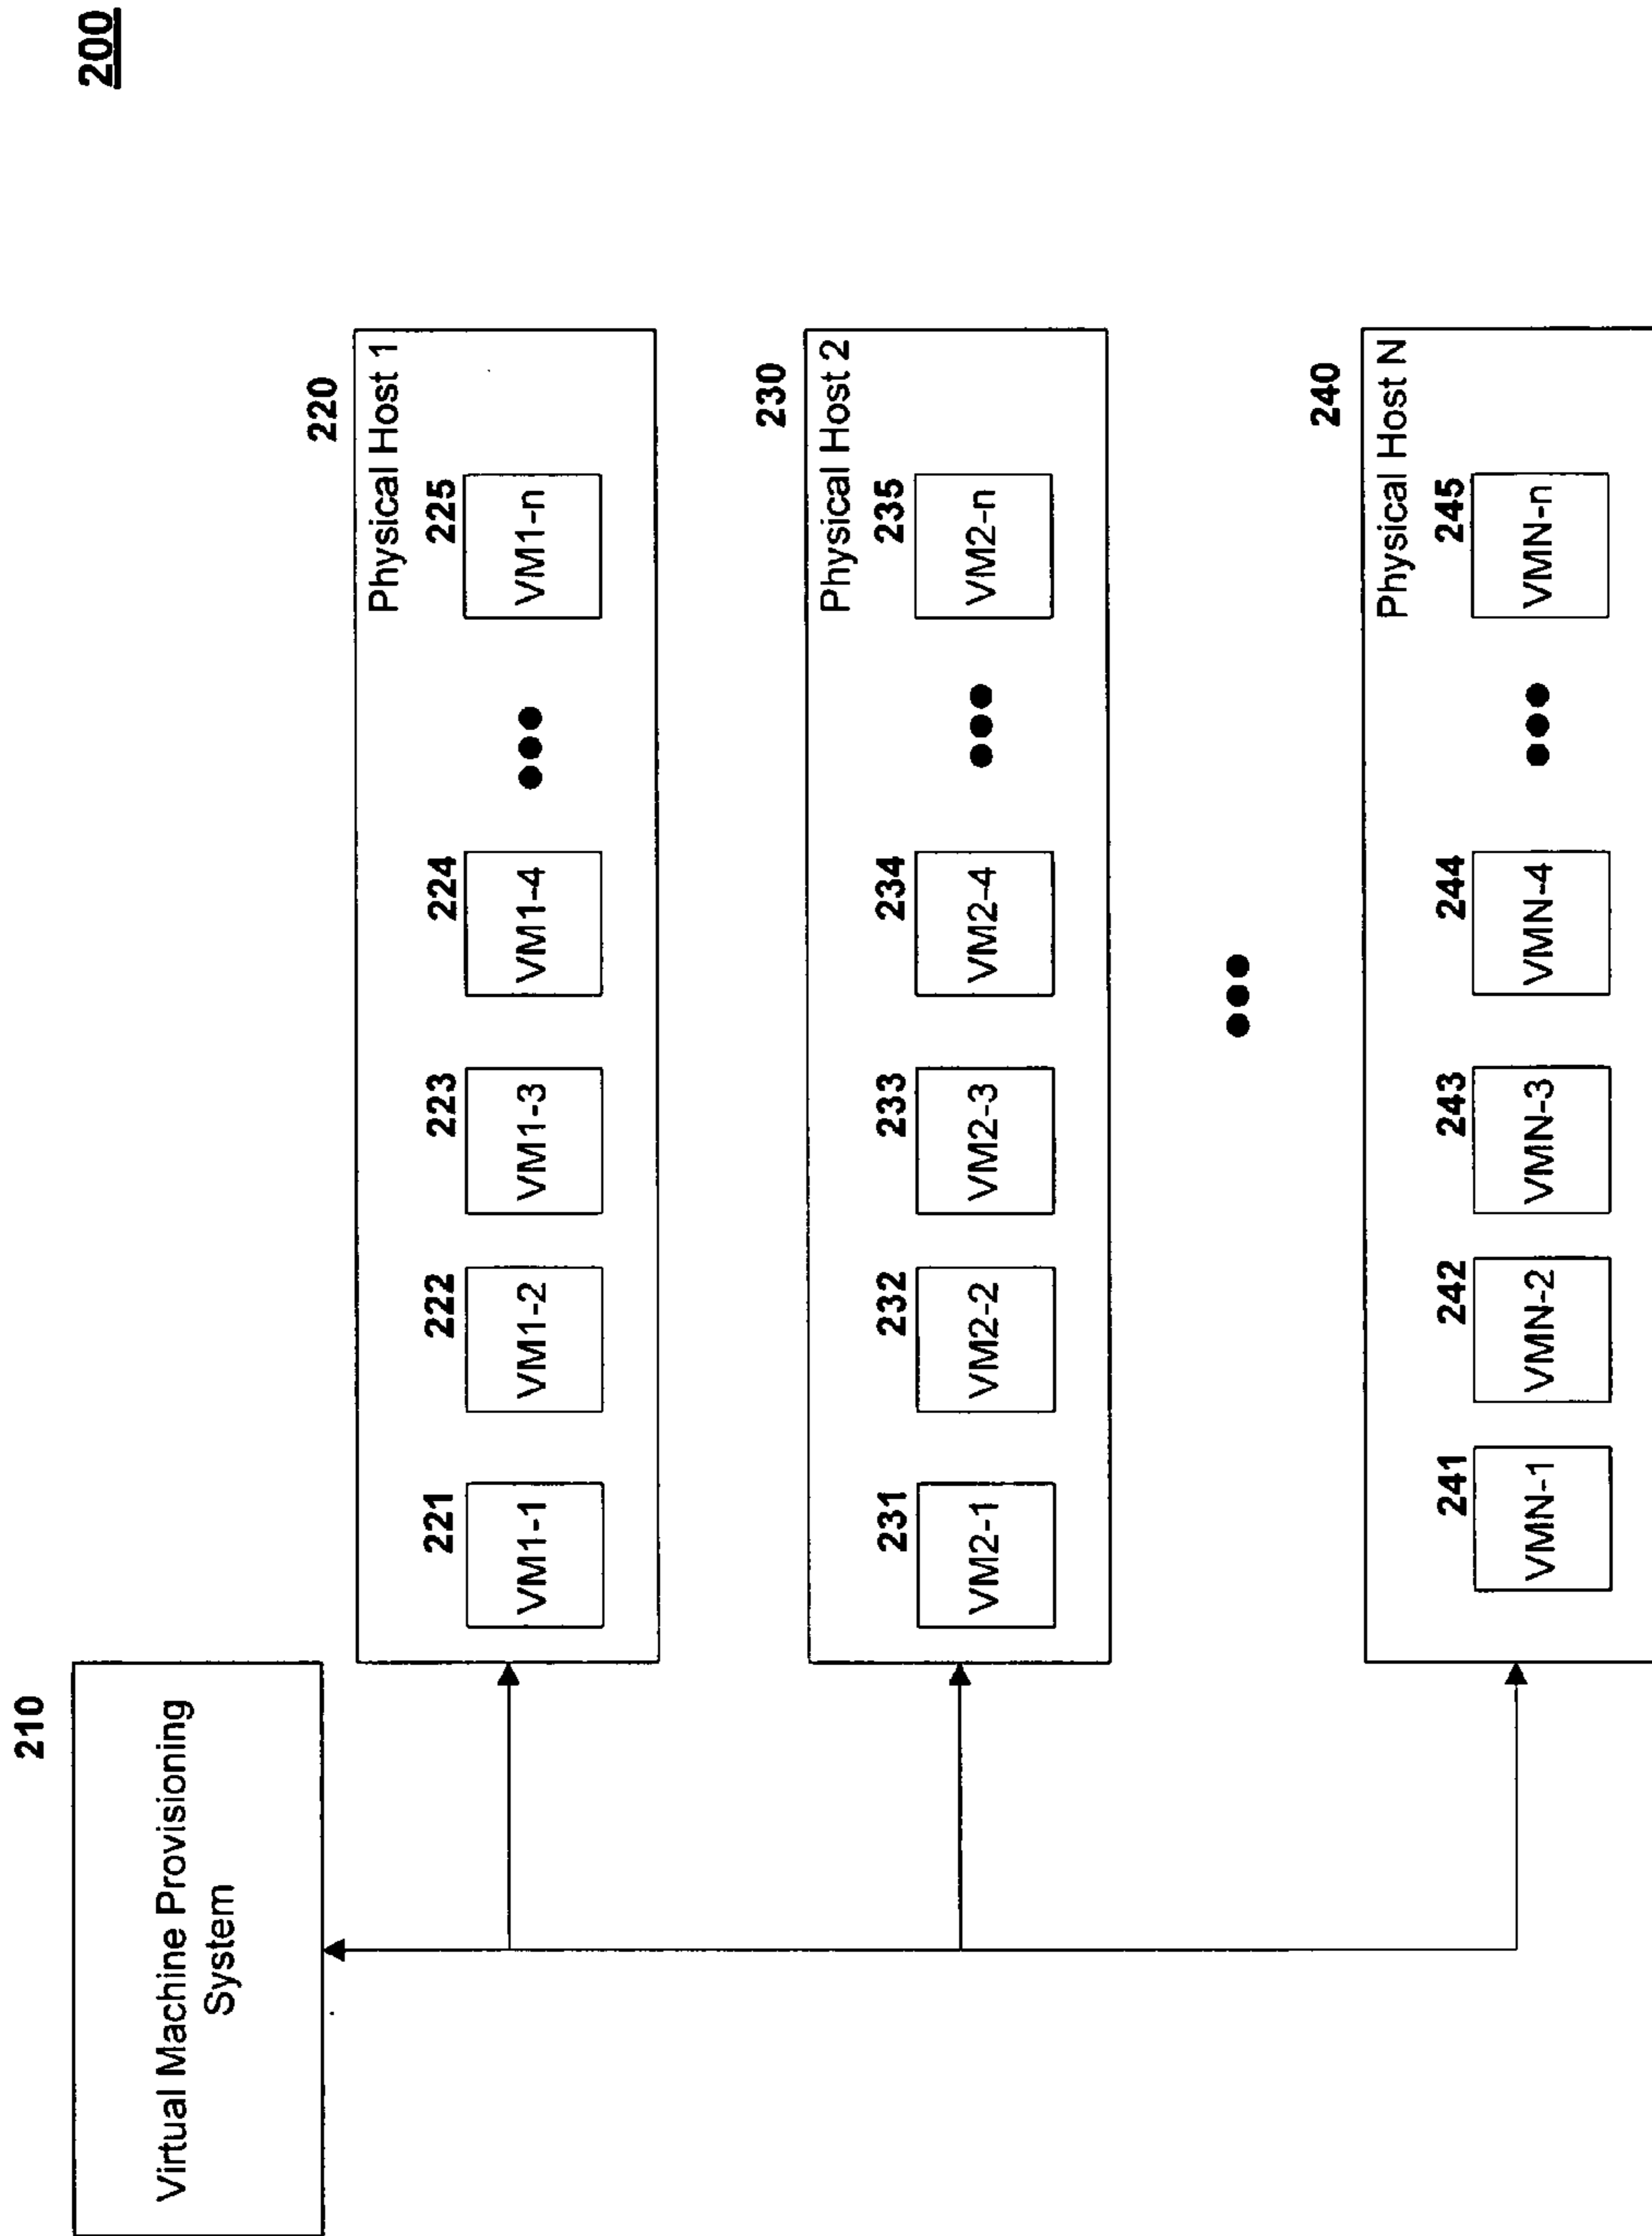 200
210
Virtual Machine Provisioning
System
220
Physical Host 1
221 222 223 224 225
VM1-1 VM1-2 VM1-3 VM1-4 VM1-n
230
Physical Host 2
231 232 233 234 235
VM2-1 VM2-2 VM2-3 VM2-4 VM2-n
240
Physical Host N
241 242 243 244 245
VMN-1 VMN-2 VMN-3 VMN-4 VMN-n